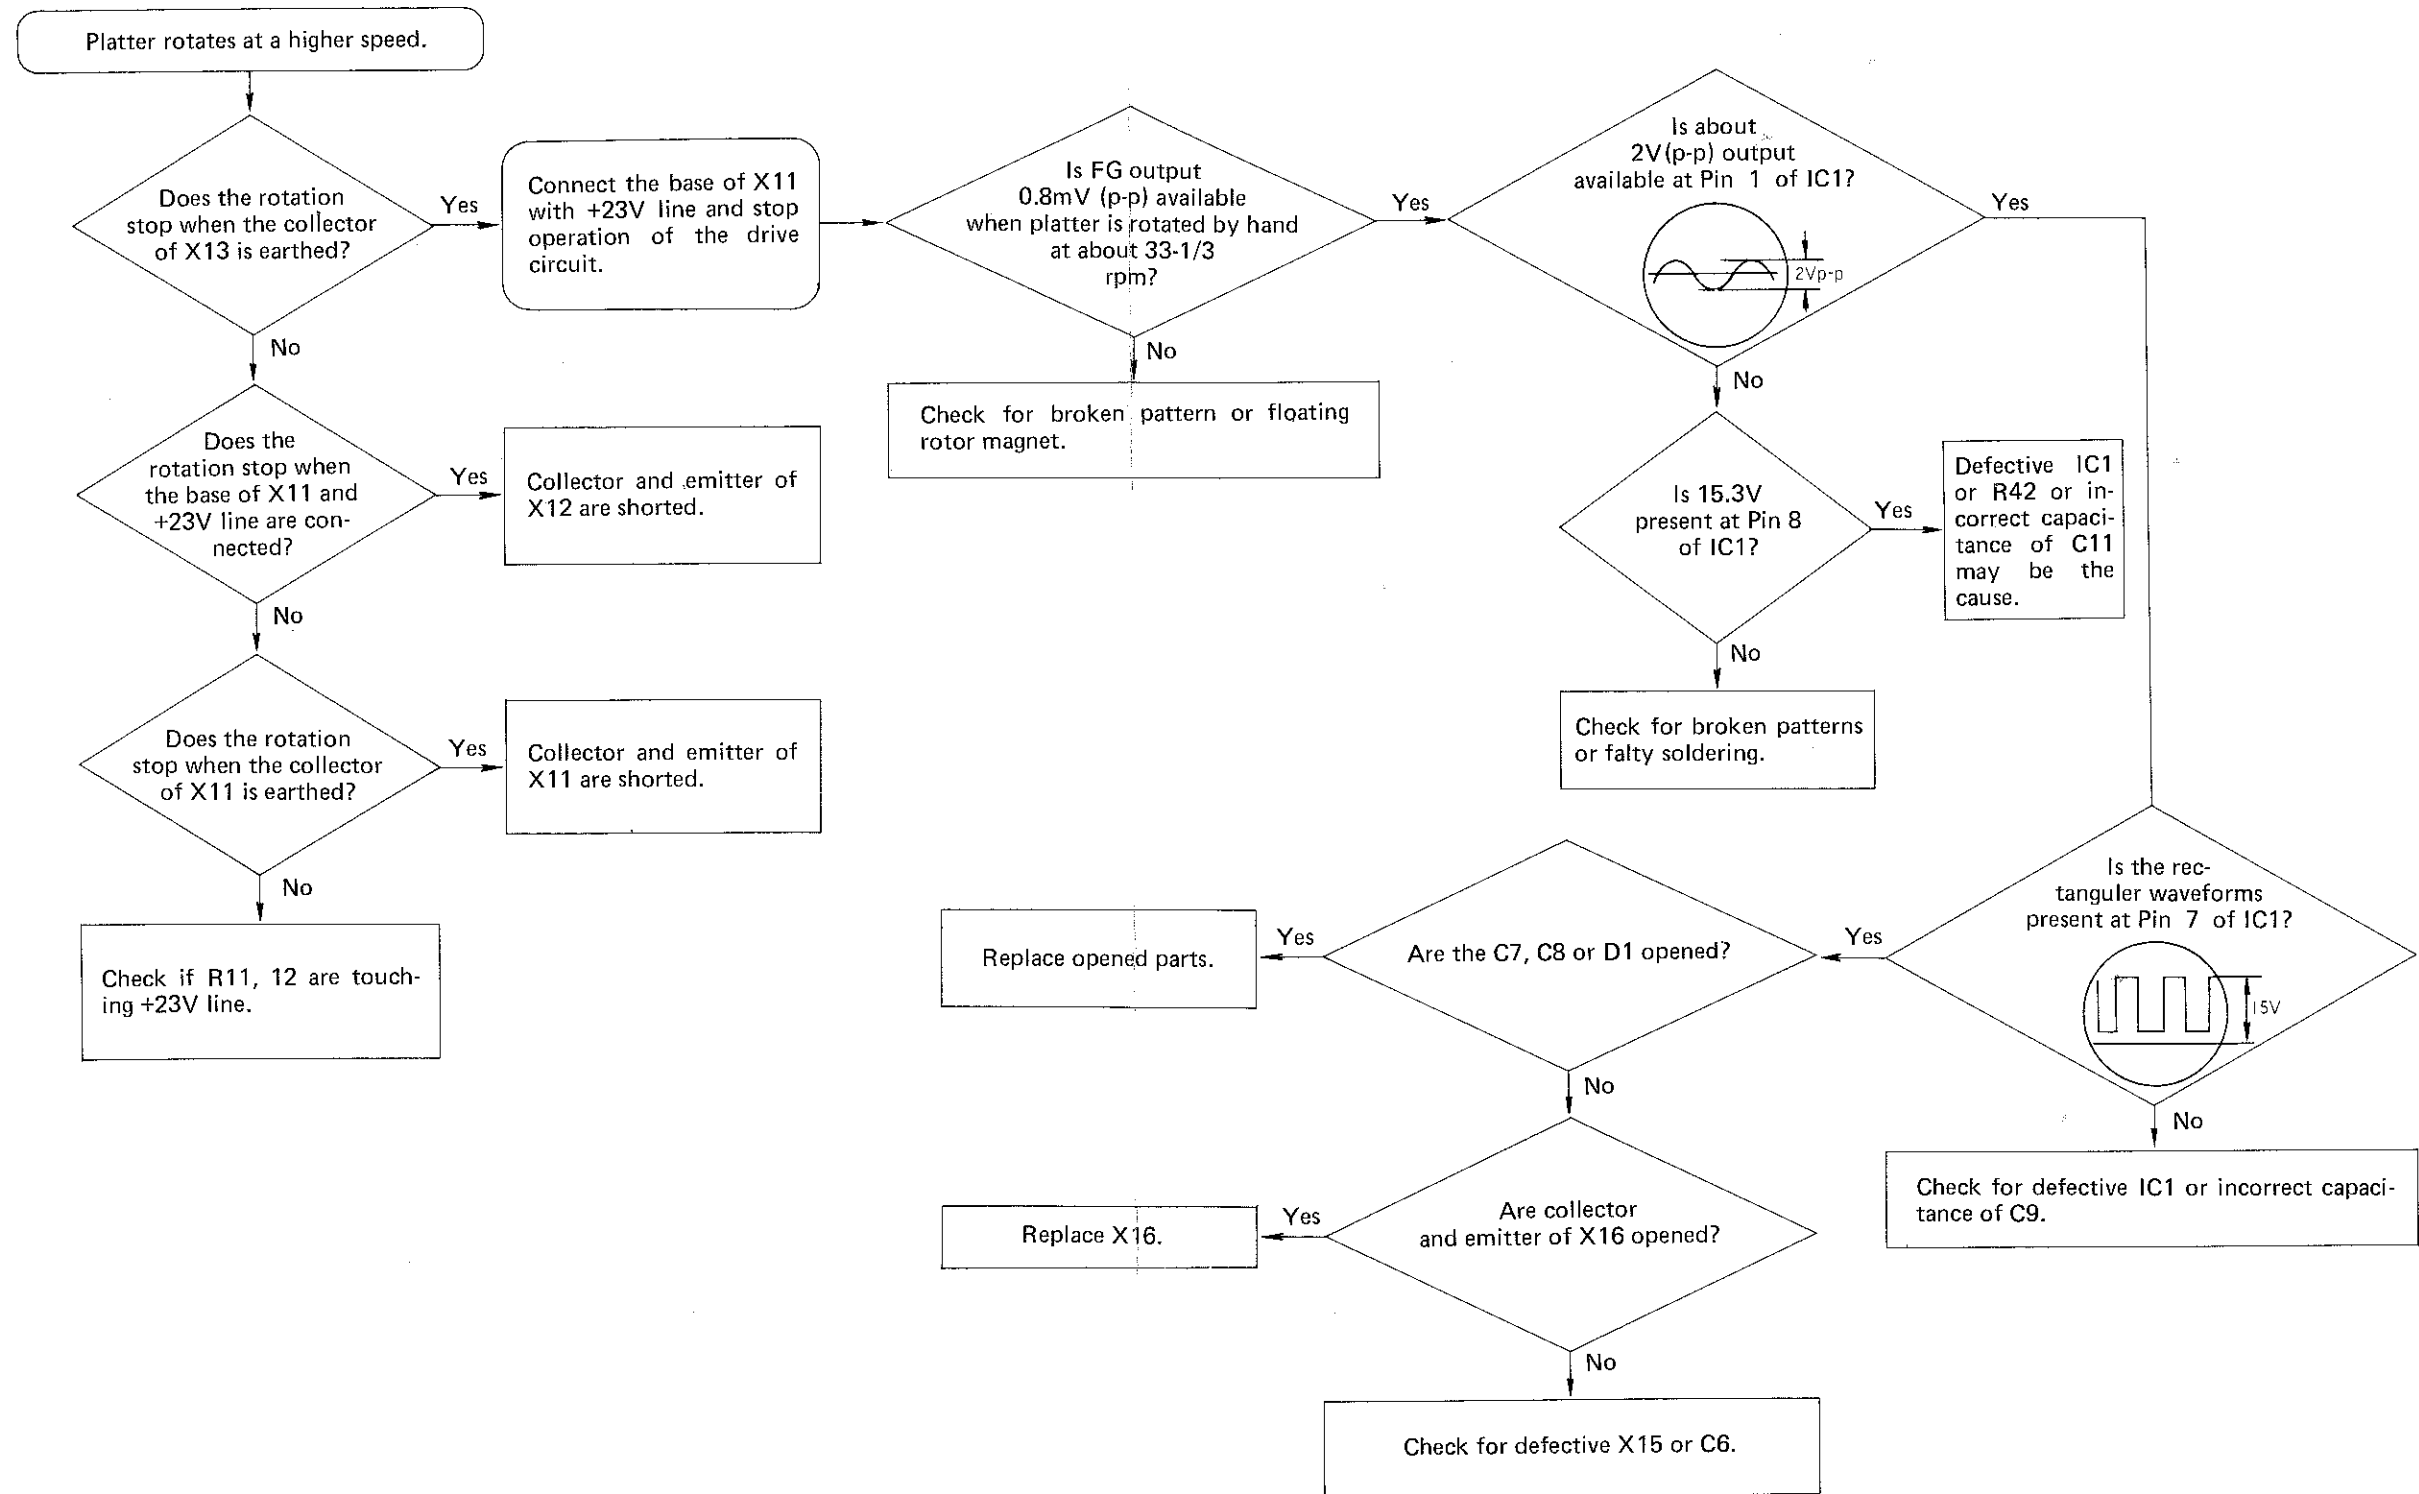 Platter rotates at a higher speed.
Does the rotation
stop when the collector
of X13 is earthed?
Yes
No
Connect the base of X11
with +23V line and stop
operation of the drive
circuit.
Is FG output
0.8mV (p-p) available
when platter is rotated by hand
at about 33-1/3
rpm?
Yes
No
Check for broken pattern or floating
rotor magnet.
Is about
2V(p-p) output
available at Pin 1 of IC1?
2Vp-p
Yes
No
Is 15.3V
present at Pin 8
of IC1?
Yes
Defective IC1
or R42 or in-
correct capaci-
tance of C11
may be the
cause.
No
Check for broken patterns
or falty soldering.
Does the
rotation stop when
the base of X11 and
+23V line are con-
nected?
Yes
Collector and emitter of
X12 are shorted.
No
Does the rotation
stop when the collector
of X11 is earthed?
Yes
Collector and emitter of
X11 are shorted.
No
Check if R11, 12 are touch-
ing +23V line.
Is the rec-
tanguler waveforms
present at Pin 7 of IC1?
15V
Yes
No
Check for defective IC1 or incorrect capaci-
tance of C9.
Are the C7, C8 or D1 opened?
Yes
Replace opened parts.
No
Are collector
and emitter of X16 opened?
Yes
Replace X16.
No
Check for defective X15 or C6.